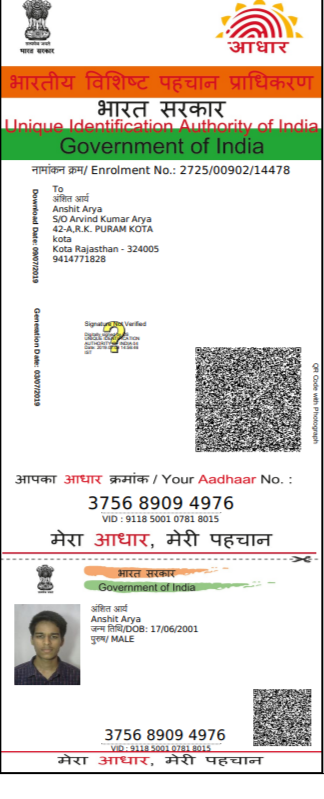 सत्यमेव जयते
भारत सरकार
आधार
भारतीय विशिष्ट पहचान प्राधिकरण
भारत सरकार
Unique Identification Authority of India
Government of India
नामांकन क्रम/ Enrolment No.: 2725/00902/14478
Download Date: 09/07/2019
To
अंशित आर्य
Anshit Arya
S/O Arvind Kumar Arya
42-A,R.K. PURAM KOTA
kota
Kota Rajasthan - 324005
9414771828
Generation Date: 03/07/2019
Signature Not Verified
Digitally signed by
UNIQUE IDENTIFICATION
AUTHORITY OF INDIA
Date: 2019
IST
QR Code with Photograph
आपका आधार क्रमांक / Your Aadhaar No. :
3756 8909 4976
VID : 9118 5001 0781 8015
मेरा आधार, मेरी पहचान
भारत सरकार
Government of India
अंशित आर्य
Anshit Arya
जन्म तिथि/DOB: 17/06/2001
पुरुष/ MALE
3756 8909 4976
VID : 9118 5001 0781 8015
मेरा आधार, मेरी पहचान